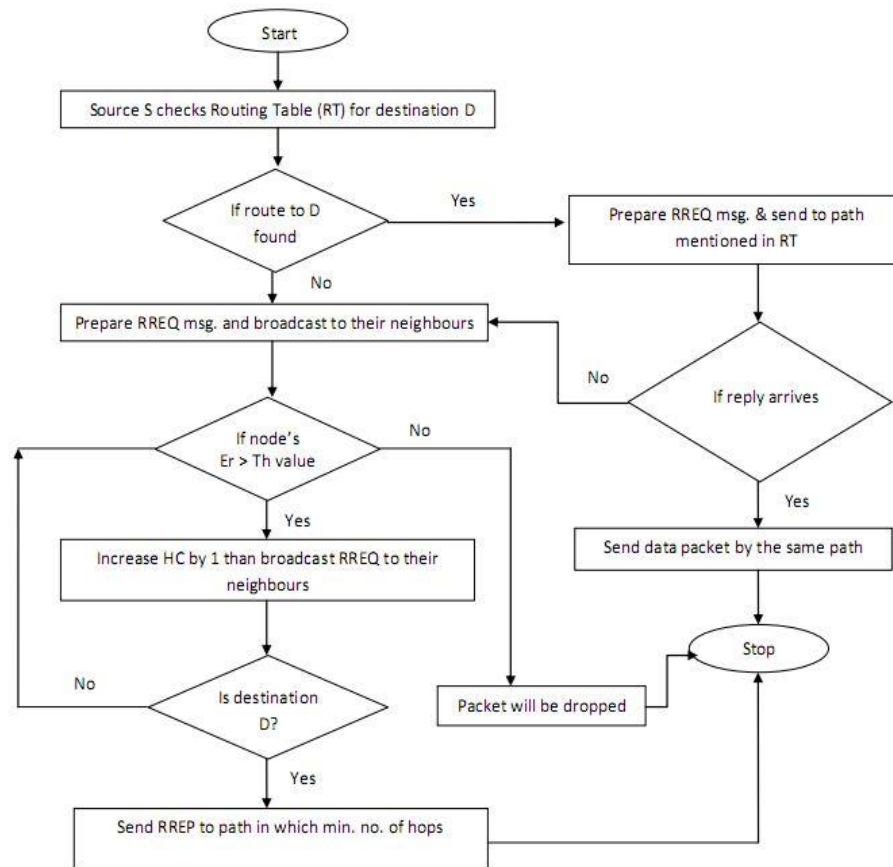 Start
Source S checks Routing Table (RT) for destination D
If route to D
found
Yes
Prepare RREQ msg. & send to path
mentioned in RT
No
Prepare RREQ msg. and broadcast to their neighbours
No
If reply arrives
If node's
Er > Th value
No
Yes
Yes
Increase HC by 1 than broadcast RREQ to their
neighbours
Send data packet by the same path
Stop
No
Is destination
D?
Packet will be dropped
Yes
Send RREP to path in which min. no. of hops